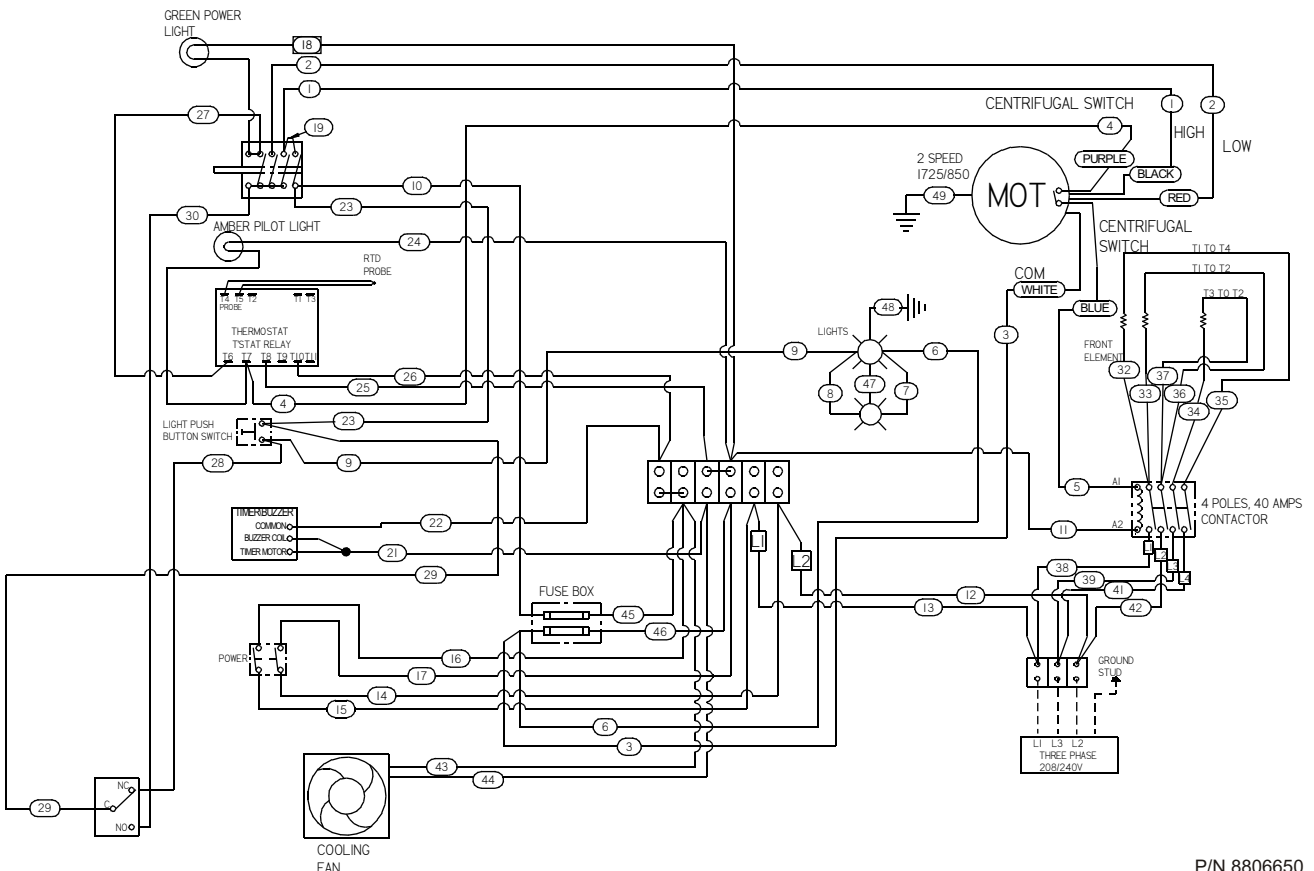 GREEN POWER
LIGHT
18
2
1
27
19
CENTRIFUGAL SWITCH
1
2
4
HIGH
LOW
2 SPEED
1725/850
PURPLE
BLACK
MOT
RED
49
10
23
30
AMBER PILOT LIGHT
24
CENTRIFUGAL
SWITCH
T1 TO T4
T1 TO T2
T3 TO T2
RTD
PROBE
COM
WHITE
BLUE
T4 T5 T2 T1 T3
PROBE
THERMOSTAT
T'STAT RELAY
T6 T7 T8 T9 T10 T11
48
LIGHTS
3
9
6
FRONT
ELEMENT
26
25
4
8
47
7
32
33
37
36
34
35
23
LIGHT PUSH
BUTTON SWITCH
28
9
5
A1
4 POLES, 40 AMPS
CONTACTOR
A2
11
TIMER/BUZZER
COMMON
BUZZER COIL
TIMER MOTOR
22
21
29
L1
L2
L1
L2
L3
L4
38
39
41
42
12
13
FUSE BOX
45
46
POWER
16
17
14
15
6
3
GROUND
STUD
L1 L3 L2
THREE PHASE
208/240V
43
44
NC
C
NO
29
COOLING
FAN
P/N 8806650